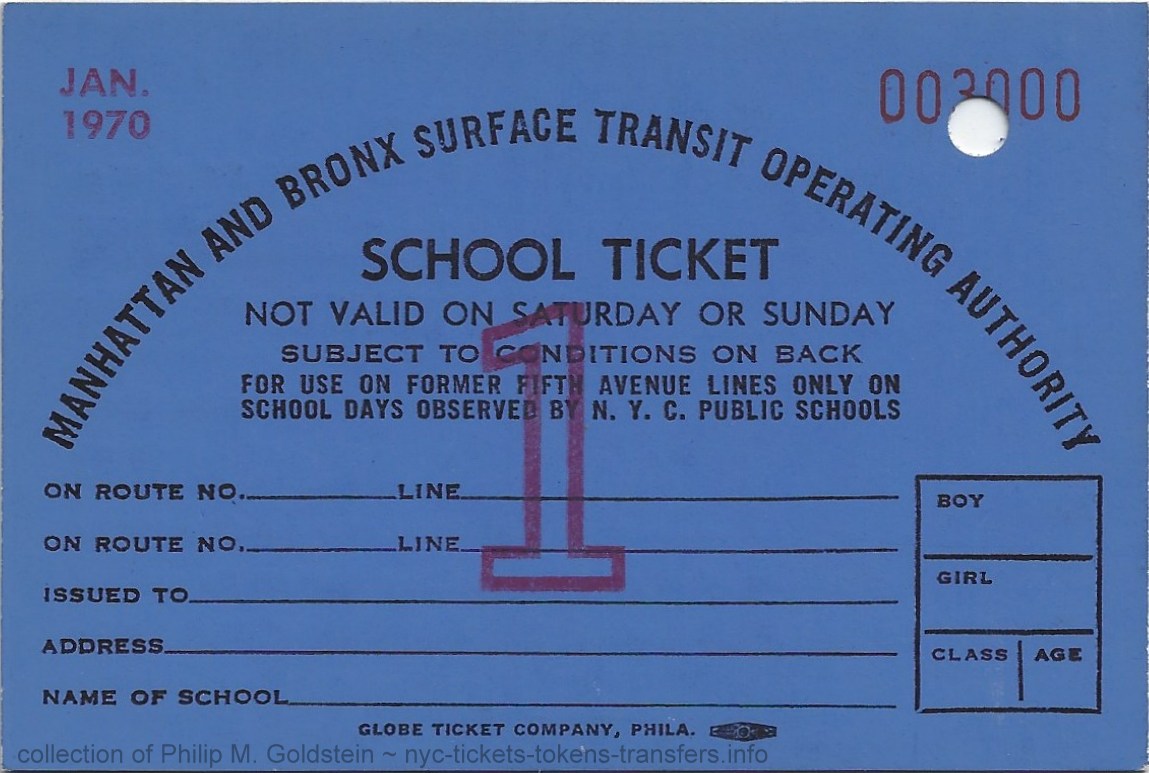 JAN.
1970
003000
MANHATTAN AND BRONX SURFACE TRANSIT OPERATING AUTHORITY
SCHOOL TICKET
NOT VALID ON SATURDAY OR SUNDAY
SUBJECT TO CONDITIONS ON BACK
FOR USE ON FORMER FIFTH AVENUE LINES ONLY ON
SCHOOL DAYS OBSERVED BY N. Y. C. PUBLIC SCHOOLS
1
ON ROUTE NO. LINE
ON ROUTE NO. LINE
ISSUED TO
ADDRESS
NAME OF SCHOOL
BOY
GIRL
CLASS AGE
GLOBE TICKET COMPANY, PHILA.
collection of Philip M. Goldstein ~ nyc-tickets-tokens-transfers.info